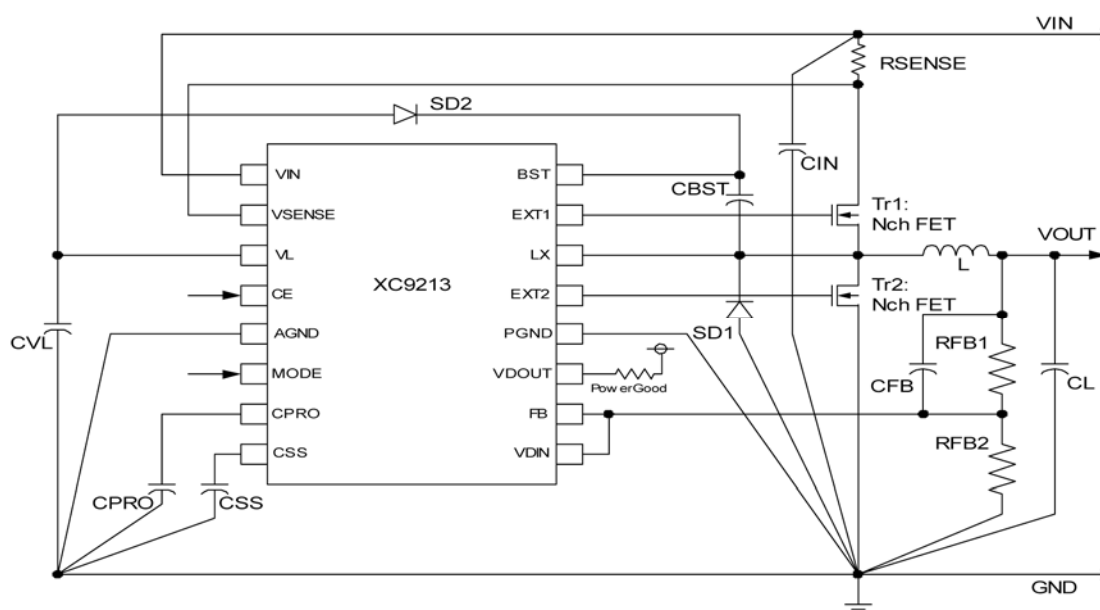 VIN
RSENSE
SD2
CIN
VIN
BST
CBST
VSENSE
EXT1
Tr1:
Nch FET
VL
LX
VOUT
XC9213
L
CE
EXT2
Tr2:
Nch FET
CVL
AGND
PGND
SD1
RFB1
MODE
VDOUT
PowerGood
CFB
CL
CPRO
FB
RFB2
CSS
VDIN
CPRO
CSS
GND